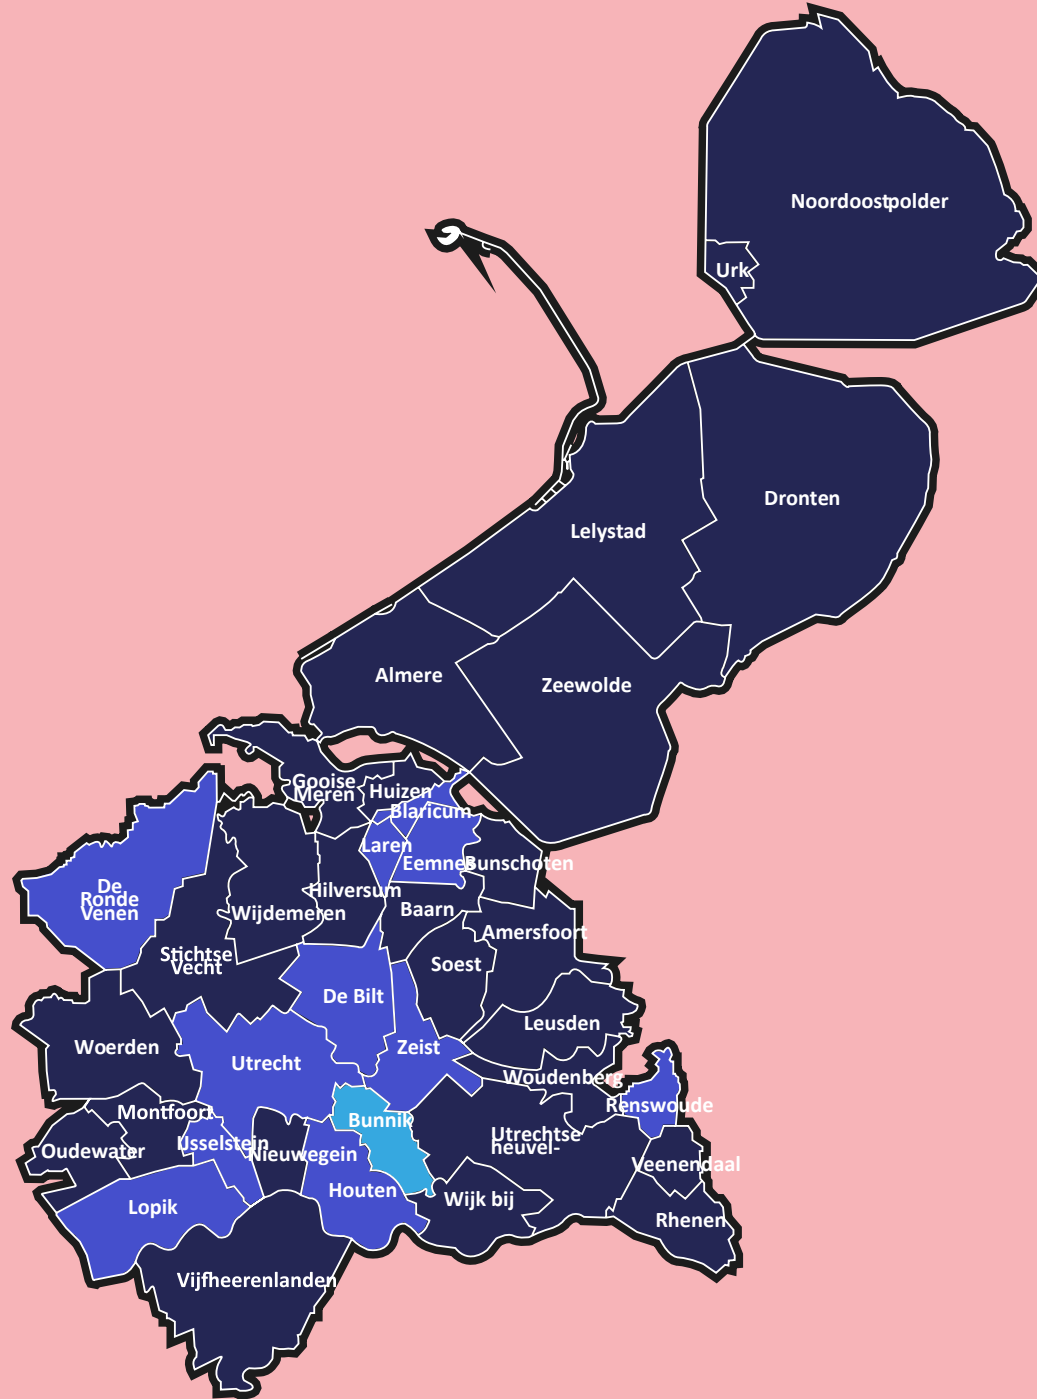 Noordoostpolder
Urk
Dronten
Lelystad
Almere
Zeewolde
Gooise
Meren
Huizen
Blaricum
Laren
Eemnes
Bunschoten
De
Ronde
Venen
Hilversum
Wijdemeren
Baarn
Amersfoort
Stichtse
Vecht
Soest
De Bilt
Leusden
Woerden
Utrecht
Zeist
Woudenberg
Renswoude
Montfoort
Bunnik
Oudewater
IJsselstein
Nieuwegein
Utrechtse
heuvel-
Veenendaal
Houten
Wijk bij
Lopik
Rhenen
Vijfheerenlanden